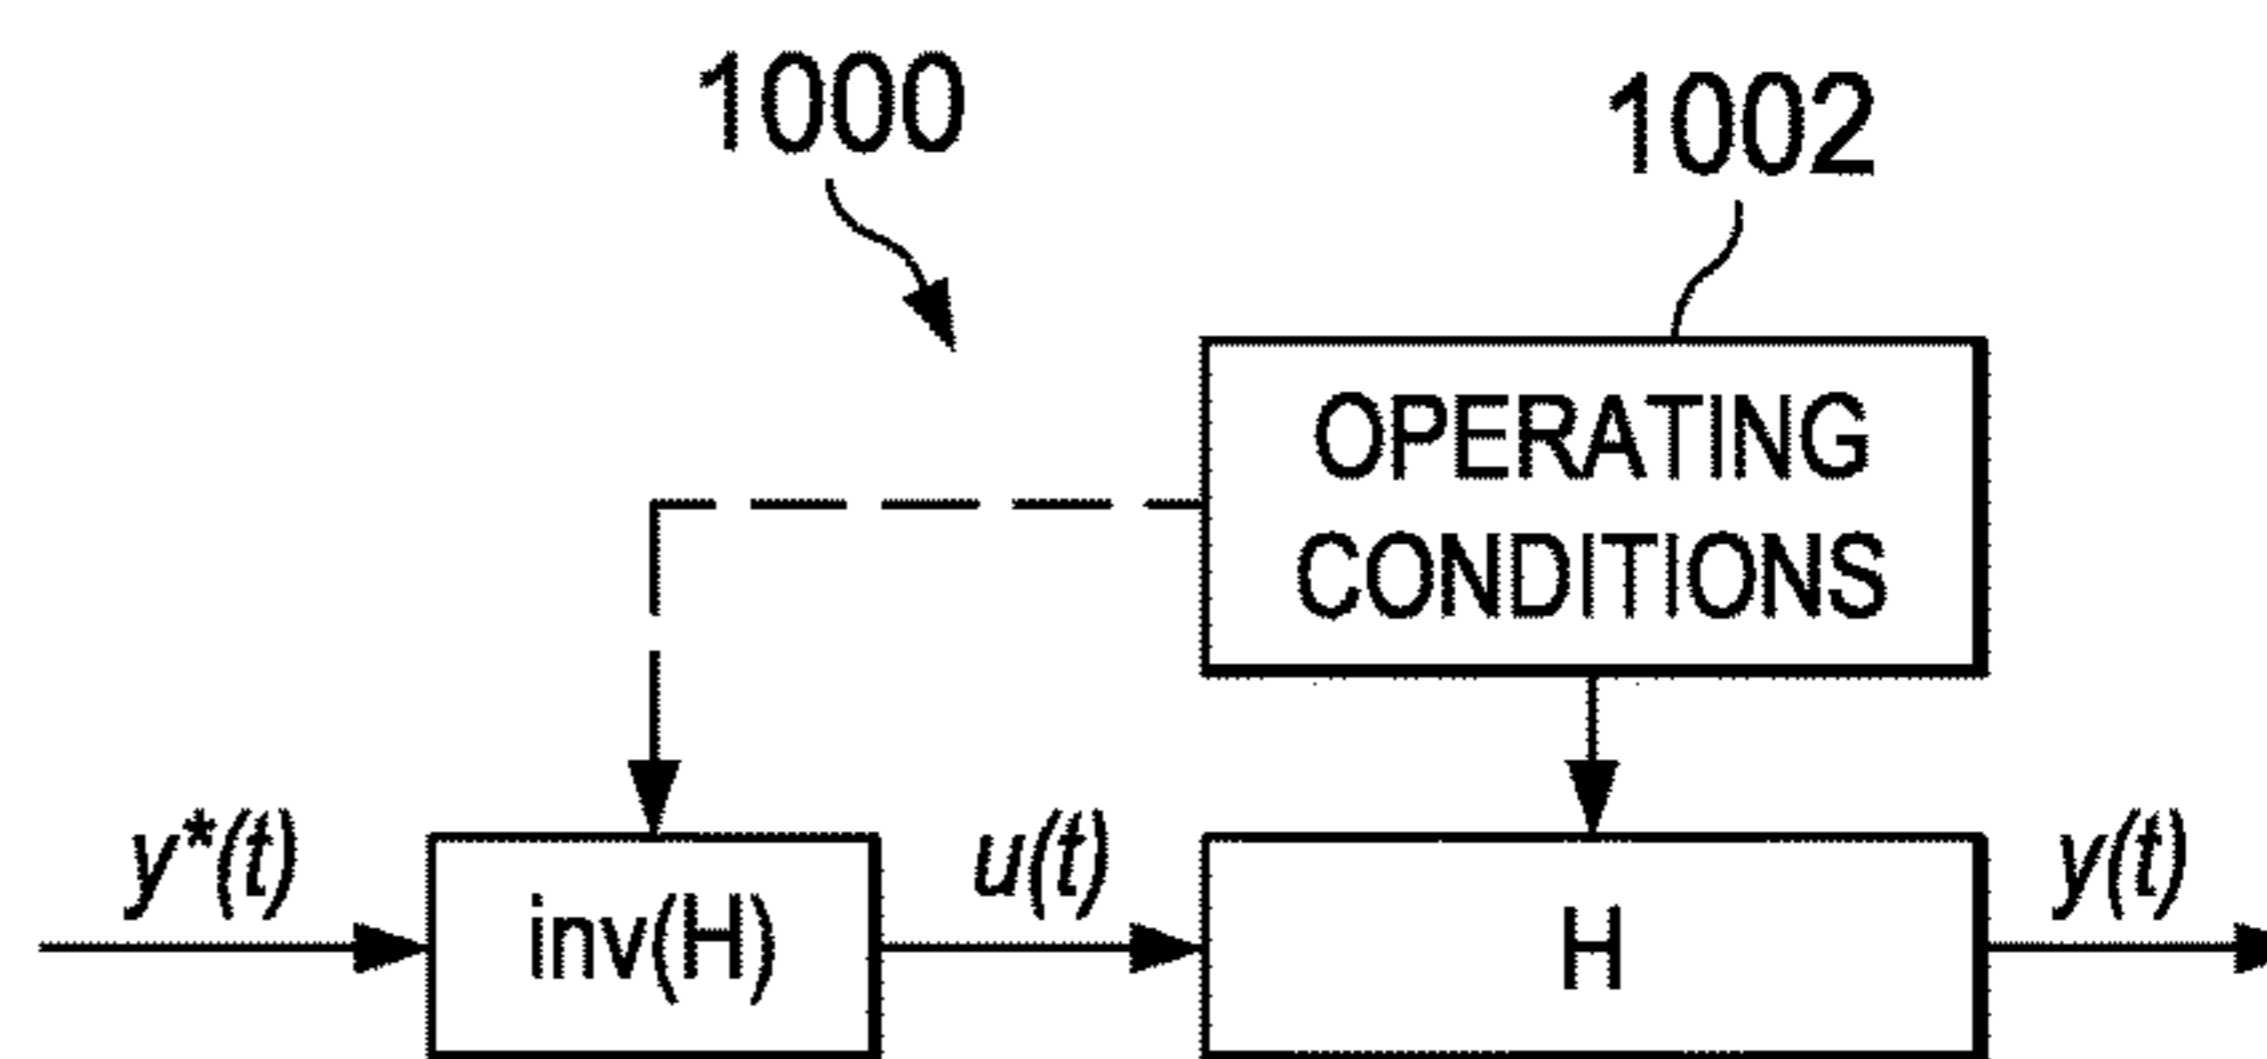 1000
1002
OPERATING
CONDITIONS
y*(t)
inv(H)
u(t)
H
y(t)